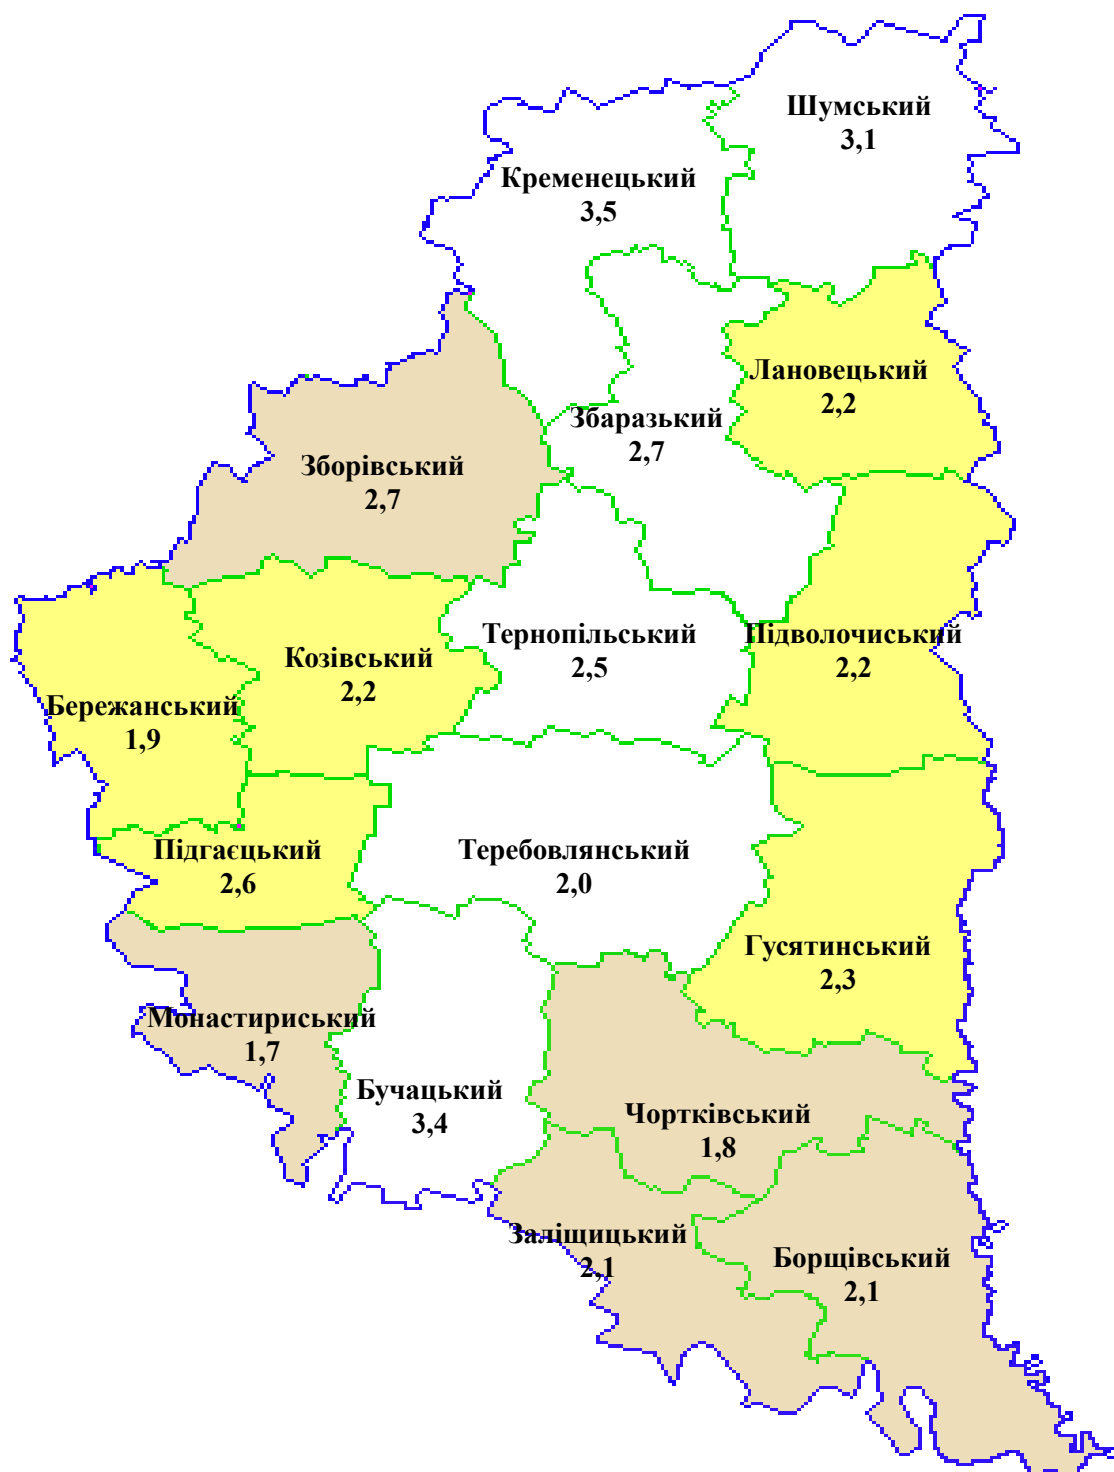 Шумський
3,1
Кременецький
3,5
Лановецький
2,2
Збаразький
2,7
Зборівський
2,7
Тернопільський
2,5
Підволочиський
2,2
Козівський
2,2
Бережанський
1,9
Підгаєцький
2,6
Теребовлянський
2,0
Гусятинський
2,3
Монастириський
1,7
Бучацький
3,4
Чортківський
1,8
Заліщицький
2,1
Борщівський
2,1